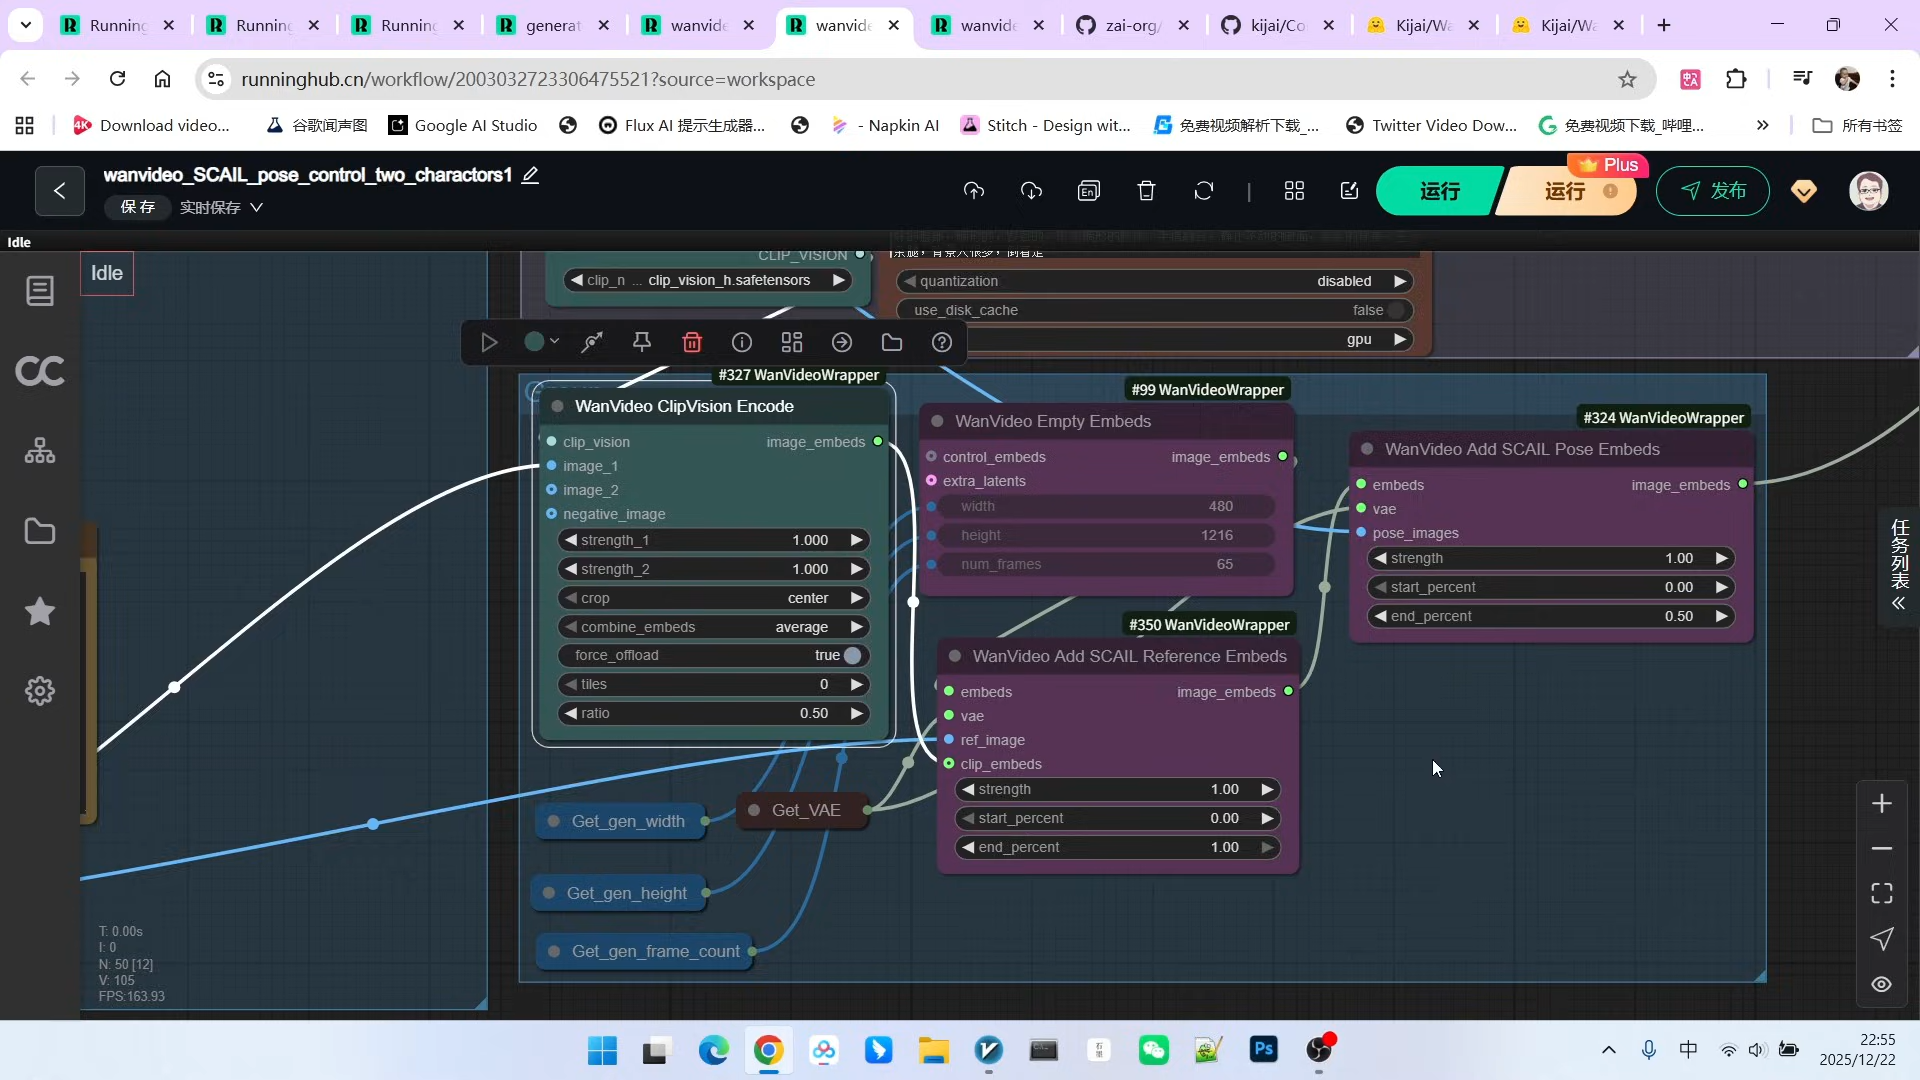 Running
Running
Running
generat
wanvide
wanvide
wanvide
zai-org/
kijai/Co
Kijai/Wa
Kijai/Wa
runninghub.cn/workflow/2003032723306475521?source=workspace
Download video...
谷歌闻声图
Google AI Studio
Flux AI 提示生成器...
- Napkin AI
Stitch - Design wit...
免费视频解析下载_...
Twitter Video Dow...
免费视频下载_哔哩...
所有书签
wanvideo_SCAIL_pose_control_two_charactors1
保存
实时保存
运行
运行
Plus
发布
Idle
Idle
CLIP_VISION
clip_n ... clip_vision_h.safetensors
quantization disabled
use_disk_cache false
gpu
#327 WanVideoWrapper
WanVideo ClipVision Encode
clip_vision image_embeds
image_1
image_2
negative_image
strength_1 1.000
strength_2 1.000
crop center
combine_embeds average
force_offload true
tiles 0
ratio 0.50
#99 WanVideoWrapper
WanVideo Empty Embeds
control_embeds image_embeds
extra_latents
width 480
height 1216
num_frames 65
#324 WanVideoWrapper
WanVideo Add SCAIL Pose Embeds
embeds image_embeds
vae
pose_images
strength 1.00
start_percent 0.00
end_percent 0.50
#350 WanVideoWrapper
WanVideo Add SCAIL Reference Embeds
embeds image_embeds
vae
ref_image
clip_embeds
strength 1.00
start_percent 0.00
end_percent 1.00
Get_gen_width
Get_VAE
Get_gen_height
Get_gen_frame_count
任务列表
T: 0.00s
I: 0
N: 50 [12]
V: 105
FPS:163.93
中
22:55
2025/12/22